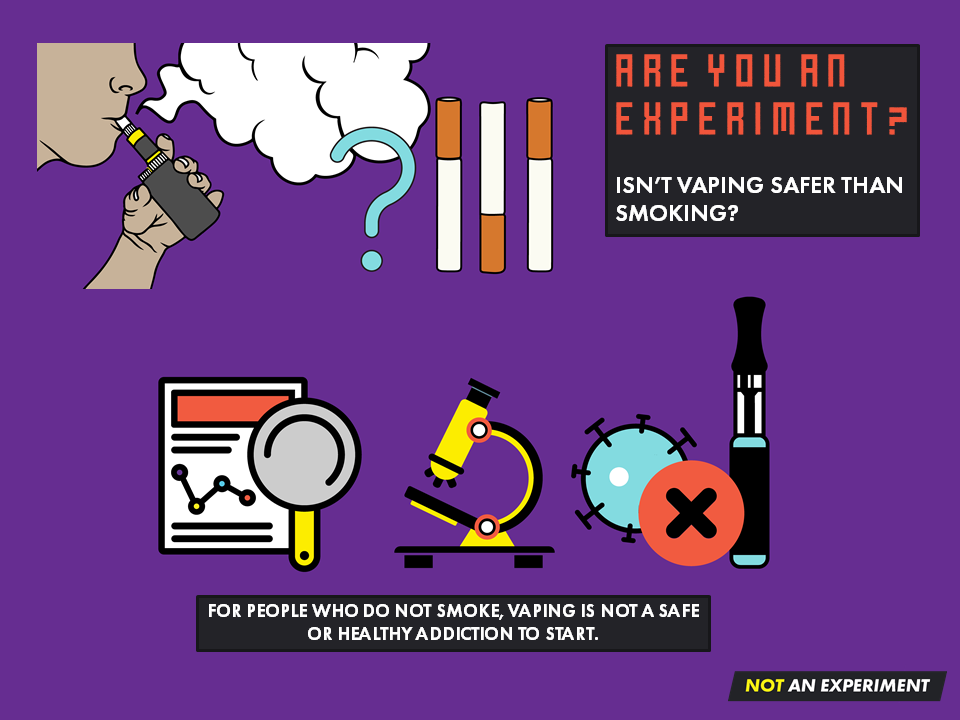 ARE YOU AN
EXPERIMENT?
ISN'T VAPING SAFER THAN
SMOKING?
FOR PEOPLE WHO DO NOT SMOKE, VAPING IS NOT A SAFE
OR HEALTHY ADDICTION TO START.
NOT AN EXPERIMENT